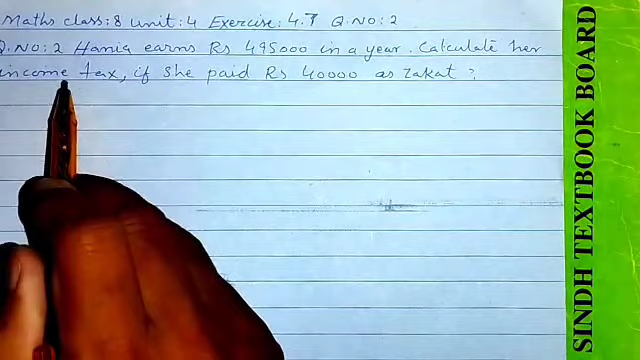 Maths class:8 Unit:4 Exercise:4.7 Q.NO:2
Q.NO:2 Hania earns Rs 495000 in a year. Calculate her
income tax, if she paid Rs 40000 as Zakat?
SINDH TEXTBOOK BOARD